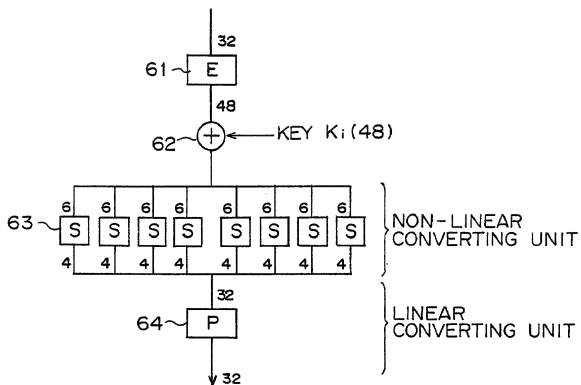 32
61 E
48
62 + KEY Ki(48)
6 6 6 6 6 6 6 6
63 S S S S S S S S
NON-LINEAR
CONVERTING UNIT
4 4 4 4 4 4 4 4
32
64 P
LINEAR
CONVERTING UNIT
32